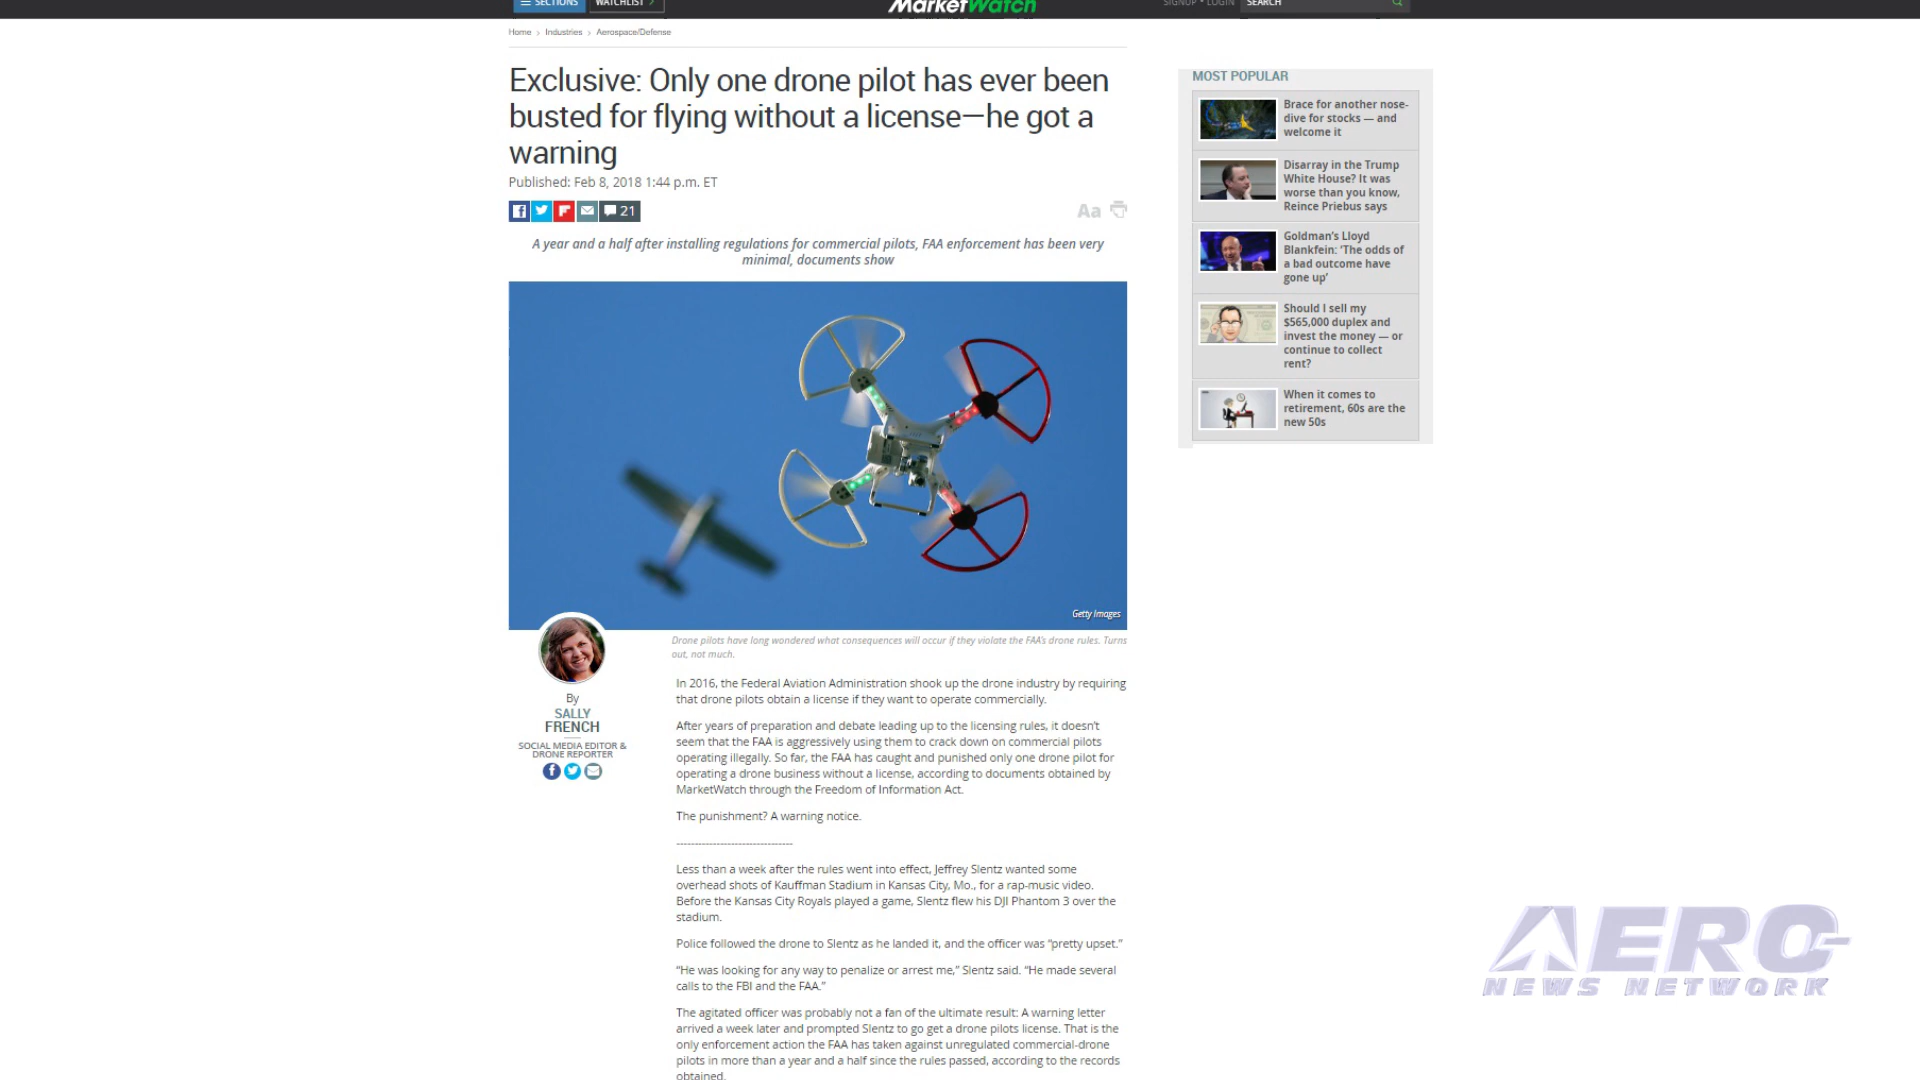 SECTIONS
WATCHLIST
MarketWatch
SIGNUP • LOGIN
SEARCH
Home > Industries > Aerospace/Defense
Exclusive: Only one drone pilot has ever been
busted for flying without a license—he got a
warning
Published: Feb 8, 2018 1:44 p.m. ET
21
Aa
A year and a half after installing regulations for commercial pilots, FAA enforcement has been very
minimal, documents show
Getty Images
Drone pilots have long wondered what consequences will occur if they violate the FAA's drone rules. Turns
out, not much.
By
SALLY
FRENCH
SOCIAL MEDIA EDITOR &
DRONE REPORTER
In 2016, the Federal Aviation Administration shook up the drone industry by requiring
that drone pilots obtain a license if they want to operate commercially.
After years of preparation and debate leading up to the licensing rules, it doesn't
seem that the FAA is aggressively using them to crack down on commercial pilots
operating illegally. So far, the FAA has caught and punished only one drone pilot for
operating a drone business without a license, according to documents obtained by
MarketWatch through the Freedom of Information Act.
The punishment? A warning notice.
--------------------------------
Less than a week after the rules went into effect, Jeffrey Slentz wanted some
overhead shots of Kauffman Stadium in Kansas City, Mo., for a rap-music video.
Before the Kansas City Royals played a game, Slentz flew his DJI Phantom 3 over the
stadium.
Police followed the drone to Slentz as he landed it, and the officer was “pretty upset.”
“He was looking for any way to penalize or arrest me,” Slentz said. “He made several
calls to the FBI and the FAA.”
The agitated officer was probably not a fan of the ultimate result: A warning letter
arrived a week later and prompted Slentz to go get a drone pilots license. That is the
only enforcement action the FAA has taken against unregulated commercial-drone
pilots in more than a year and a half since the rules passed, according to the records
obtained.
MOST POPULAR
Brace for another nose-
dive for stocks — and
welcome it
Disarray in the Trump
White House? It was
worse than you know,
Reince Priebus says
Goldman's Lloyd
Blankfein: ‘The odds of
a bad outcome have
gone up’
Should I sell my
$565,000 duplex and
invest the money — or
continue to collect
rent?
When it comes to
retirement, 60s are the
new 50s
AERO
NEWS NETWORK